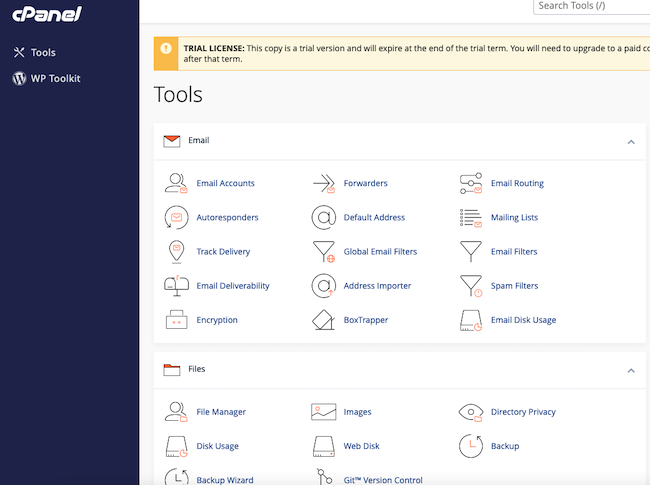 cPanel
Search Tools (/)
Tools
WP Toolkit
TRIAL LICENSE: This copy is a trial version and will expire at the end of the trial term. You will need to upgrade to a paid
after that term.
Tools
Email
Email Accounts
Forwarders
Email Routing
Autoresponders
Default Address
Mailing Lists
Track Delivery
Global Email Filters
Email Filters
Email Deliverability
Address Importer
Spam Filters
Encryption
BoxTrapper
Email Disk Usage
Files
File Manager
Images
Directory Privacy
Disk Usage
Web Disk
Backup
Backup Wizard
Git™ Version Control